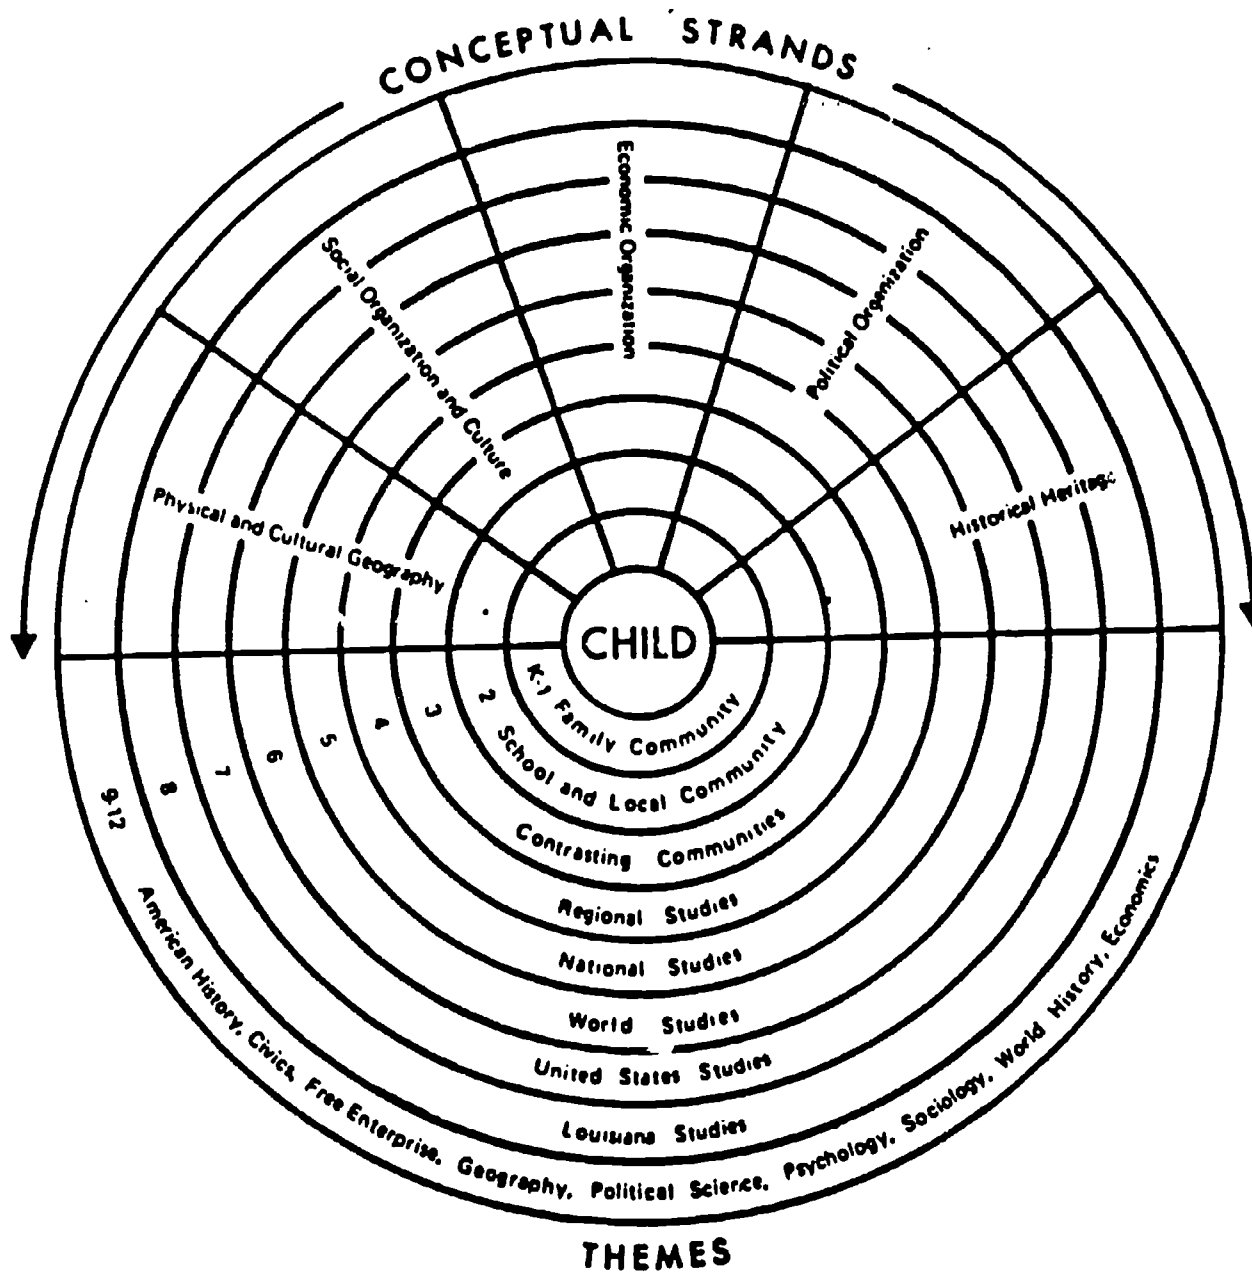 CONCEPTUAL STRANDS
Physical and Cultural Geography
Social Organization and Culture
Economic Organization
Political Organization
Historical Heritage
CHILD
K-1 Family Community
2 School and Local Community
3 Contrasting Communities
4 Regional Studies
5 National Studies
6 World Studies
7 United States Studies
8 Louisiana Studies
9-12 American History, Civics, Free Enterprise, Geography, Political Science, Psychology, Sociology, World History, Economics
THEMES